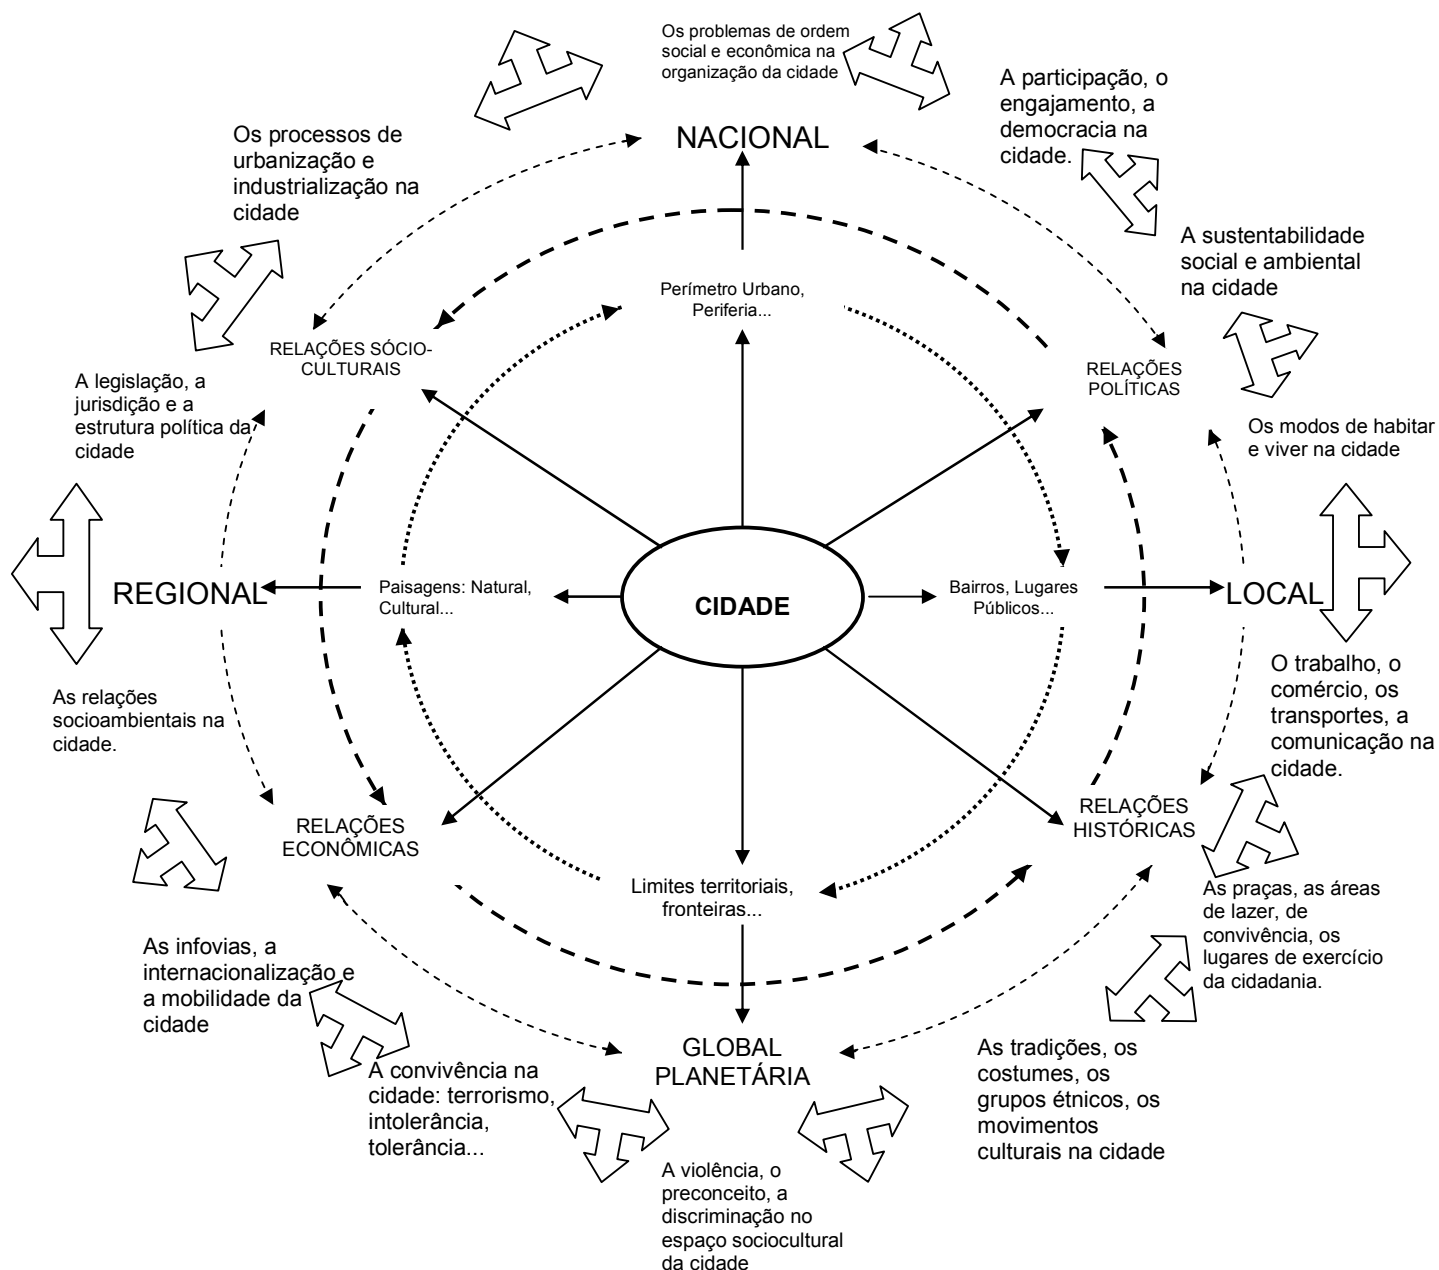 Os problemas de ordem
social e econômica na
organização da cidade
A participação, o
engajamento, a
democracia na
cidade.
Os processos de
urbanização e
industrialização na
cidade
NACIONAL
A sustentabilidade
social e ambiental
na cidade
Perímetro Urbano,
Periferia...
RELAÇÕES SÓCIO-
CULTURAIS
RELAÇÕES
POLÍTICAS
A legislação, a
jurisdição e a
estrutura política da
cidade
Os modos de habitar
e viver na cidade
REGIONAL
Paisagens: Natural,
Cultural...
CIDADE
Bairros, Lugares
Públicos...
LOCAL
As relações
socioambientais na
cidade.
O trabalho, o
comércio, os
transportes, a
comunicação na
cidade.
RELAÇÕES
ECONÔMICAS
RELAÇÕES
HISTÓRICAS
Limites territoriais,
fronteiras...
As praças, as áreas
de lazer, de
convivência, os
lugares de exercício
da cidadania.
As infovias, a
internacionalização e
a mobilidade da
cidade
GLOBAL
PLANETÁRIA
As tradições, os
costumes, os
grupos étnicos, os
movimentos
culturais na cidade
A convivência na
cidade: terrorismo,
intolerância,
tolerância...
A violência, o
preconceito, a
discriminação no
espaço sociocultural
da cidade